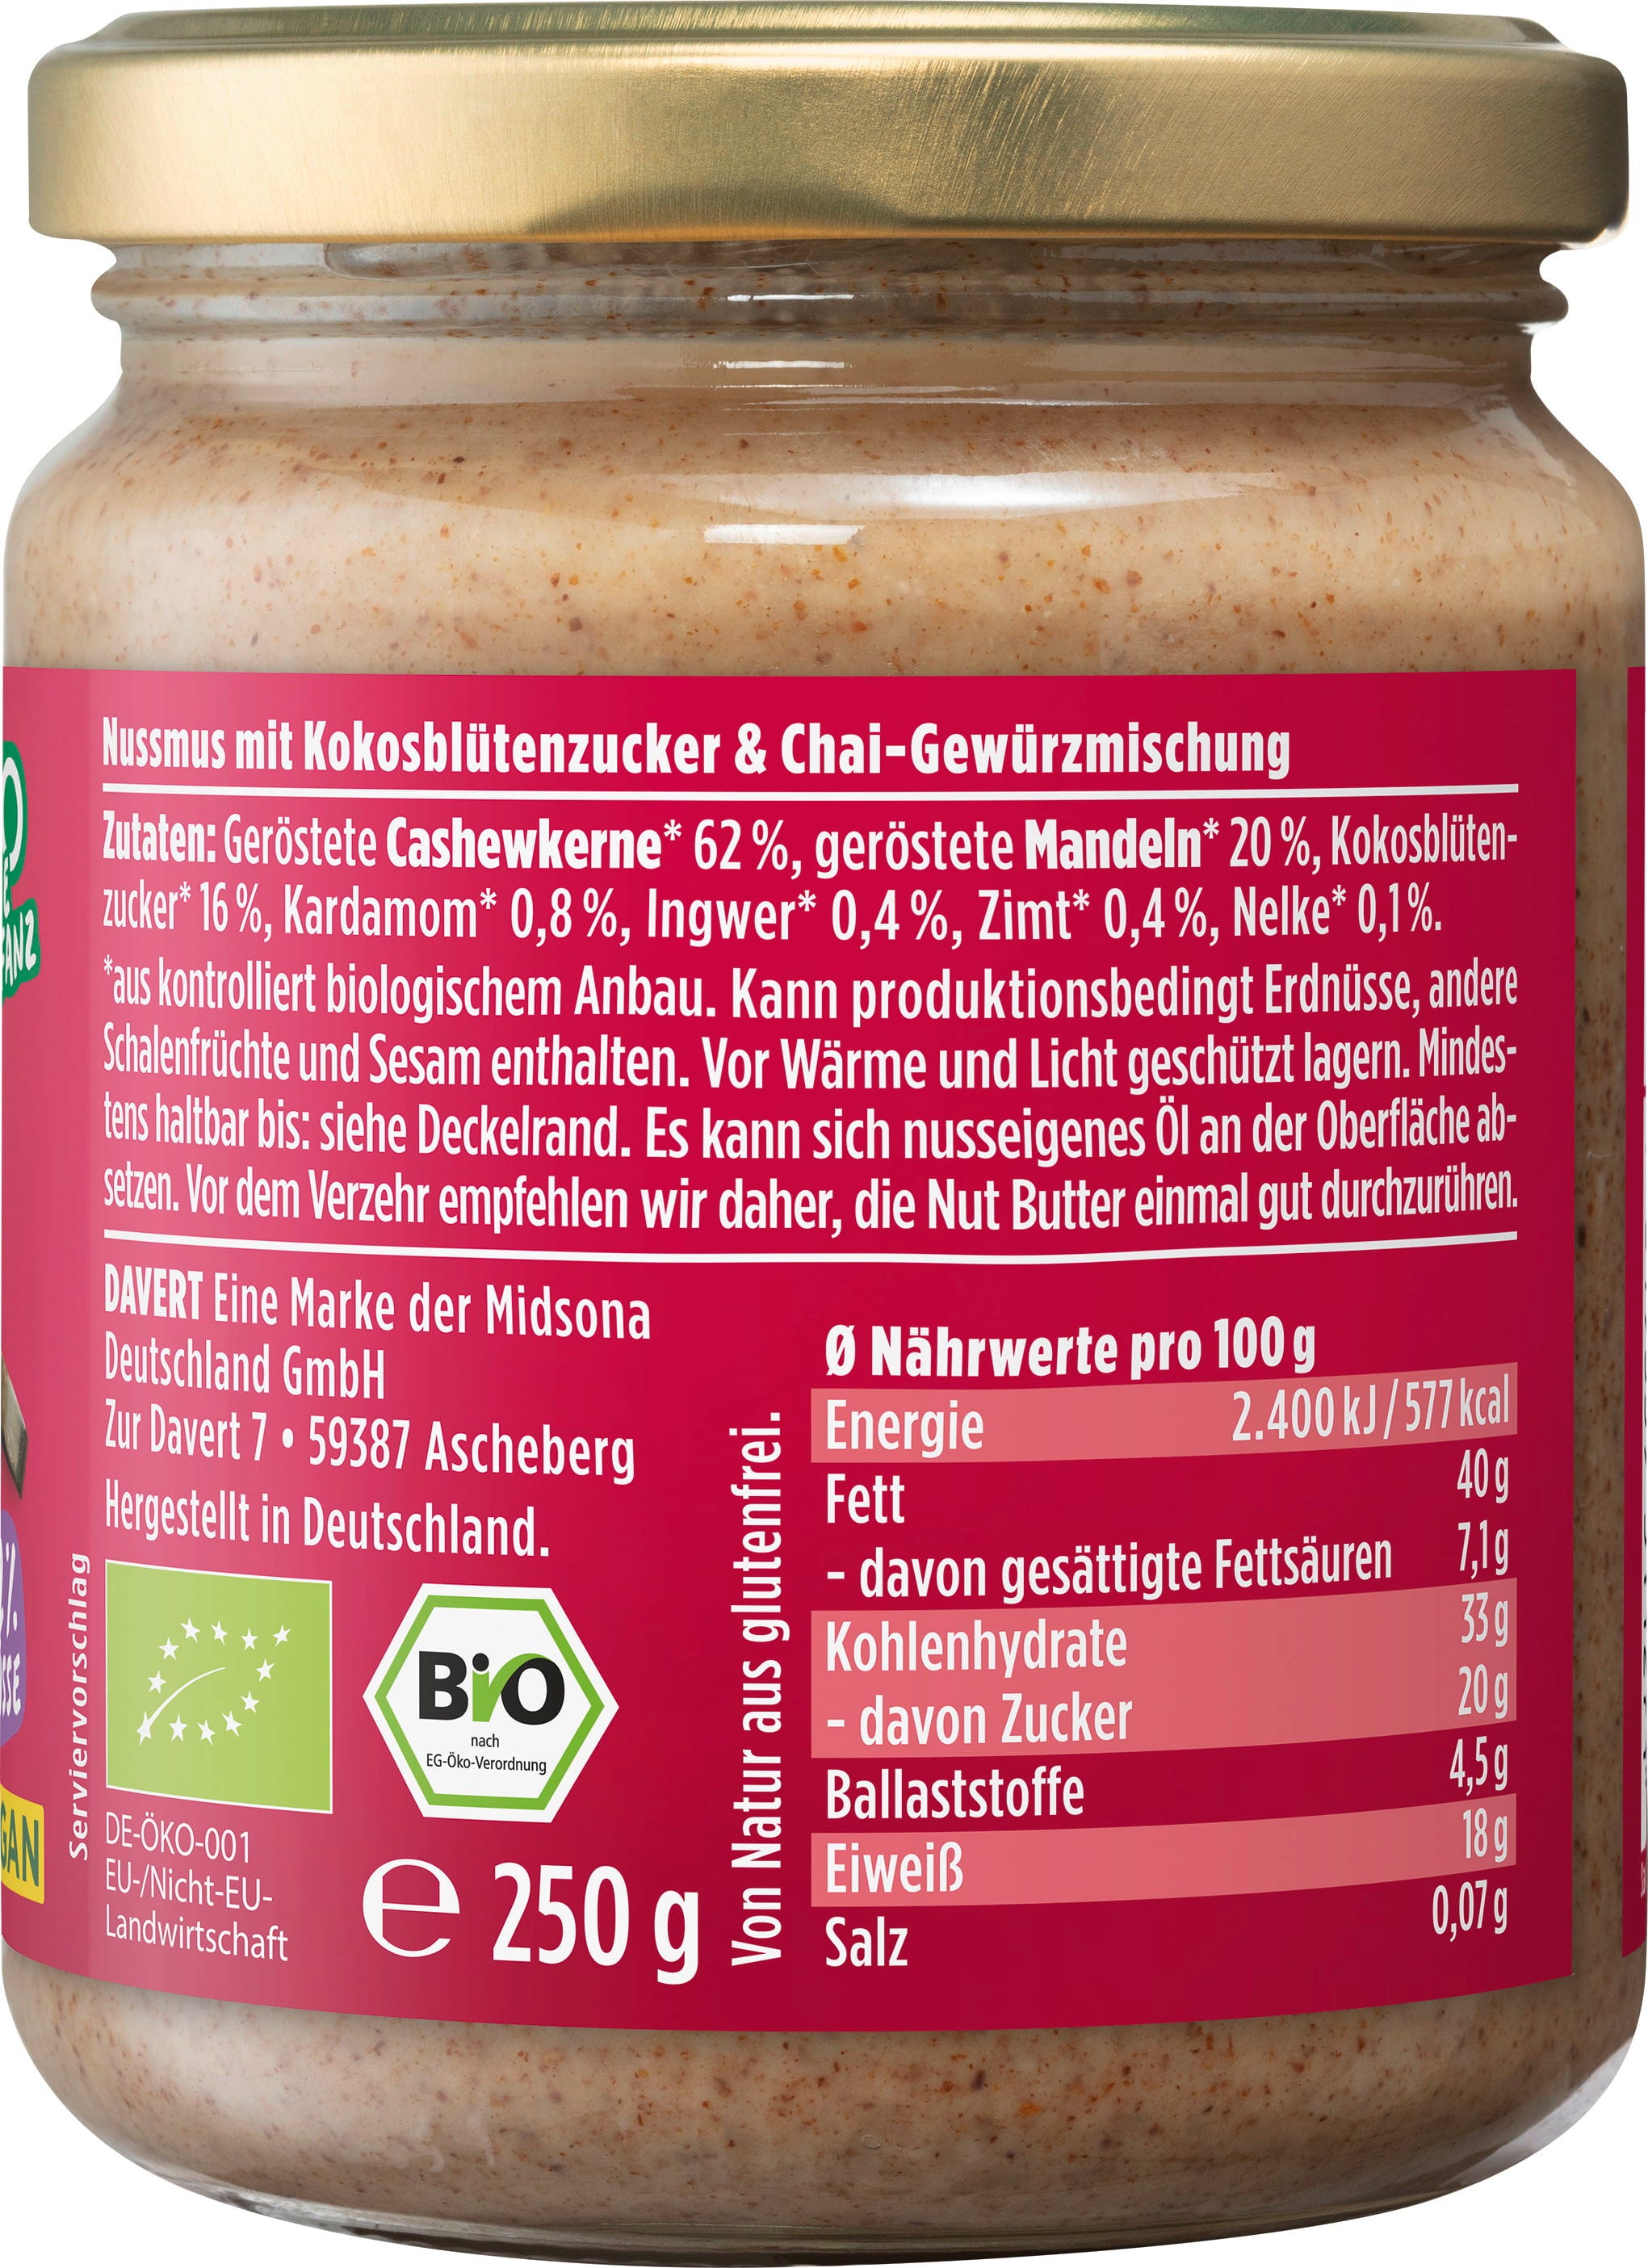 Nussmus mit Kokosblütenzucker & Chai-Gewürzmischung
Zutaten: Geröstete Cashewkerne* 62 %, geröstete Mandeln* 20 %, Kokosblüten-
zucker* 16 %, Kardamom* 0,8 %, Ingwer* 0,4 %, Zimt* 0,4 %, Nelke* 0,1 %.
*aus kontrolliert biologischem Anbau. Kann produktionsbedingt Erdnüsse, andere
Schalenfrüchte und Sesam enthalten. Vor Wärme und Licht geschützt lagern. Mindes-
tens haltbar bis: siehe Deckelrand. Es kann sich nusseigenes Öl an der Oberfläche ab-
setzen. Vor dem Verzehr empfehlen wir daher, die Nut Butter einmal gut durchzurühren.
DAVERT Eine Marke der Midsona
Deutschland GmbH
Zur Davert 7 • 59387 Ascheberg
Hergestellt in Deutschland.
Serviervorschlag
BiO
nach
EG-Öko-Verordnung
DE-ÖKO-001
EU-/Nicht-EU-
Landwirtschaft
e 250 g
Von Natur aus glutenfrei.
Ø Nährwerte pro 100 g
Energie 2.400 kJ / 577 kcal
Fett 40 g
- davon gesättigte Fettsäuren 7,1 g
Kohlenhydrate 33 g
- davon Zucker 20 g
Ballaststoffe 4,5 g
Eiweiß 18 g
Salz 0,07 g